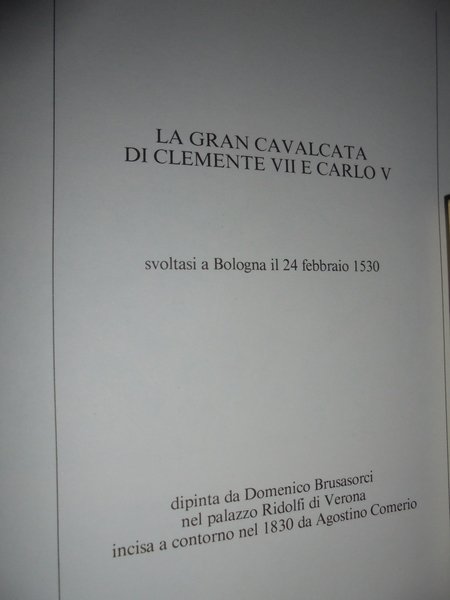 LA GRAN CAVALCATA
DI CLEMENTE VII E CARLO V
svoltasi a Bologna il 24 febbraio 1530
dipinta da Domenico Brusasorci
nel palazzo Ridolfi di Verona
incisa a contorno nel 1830 da Agostino Comerio